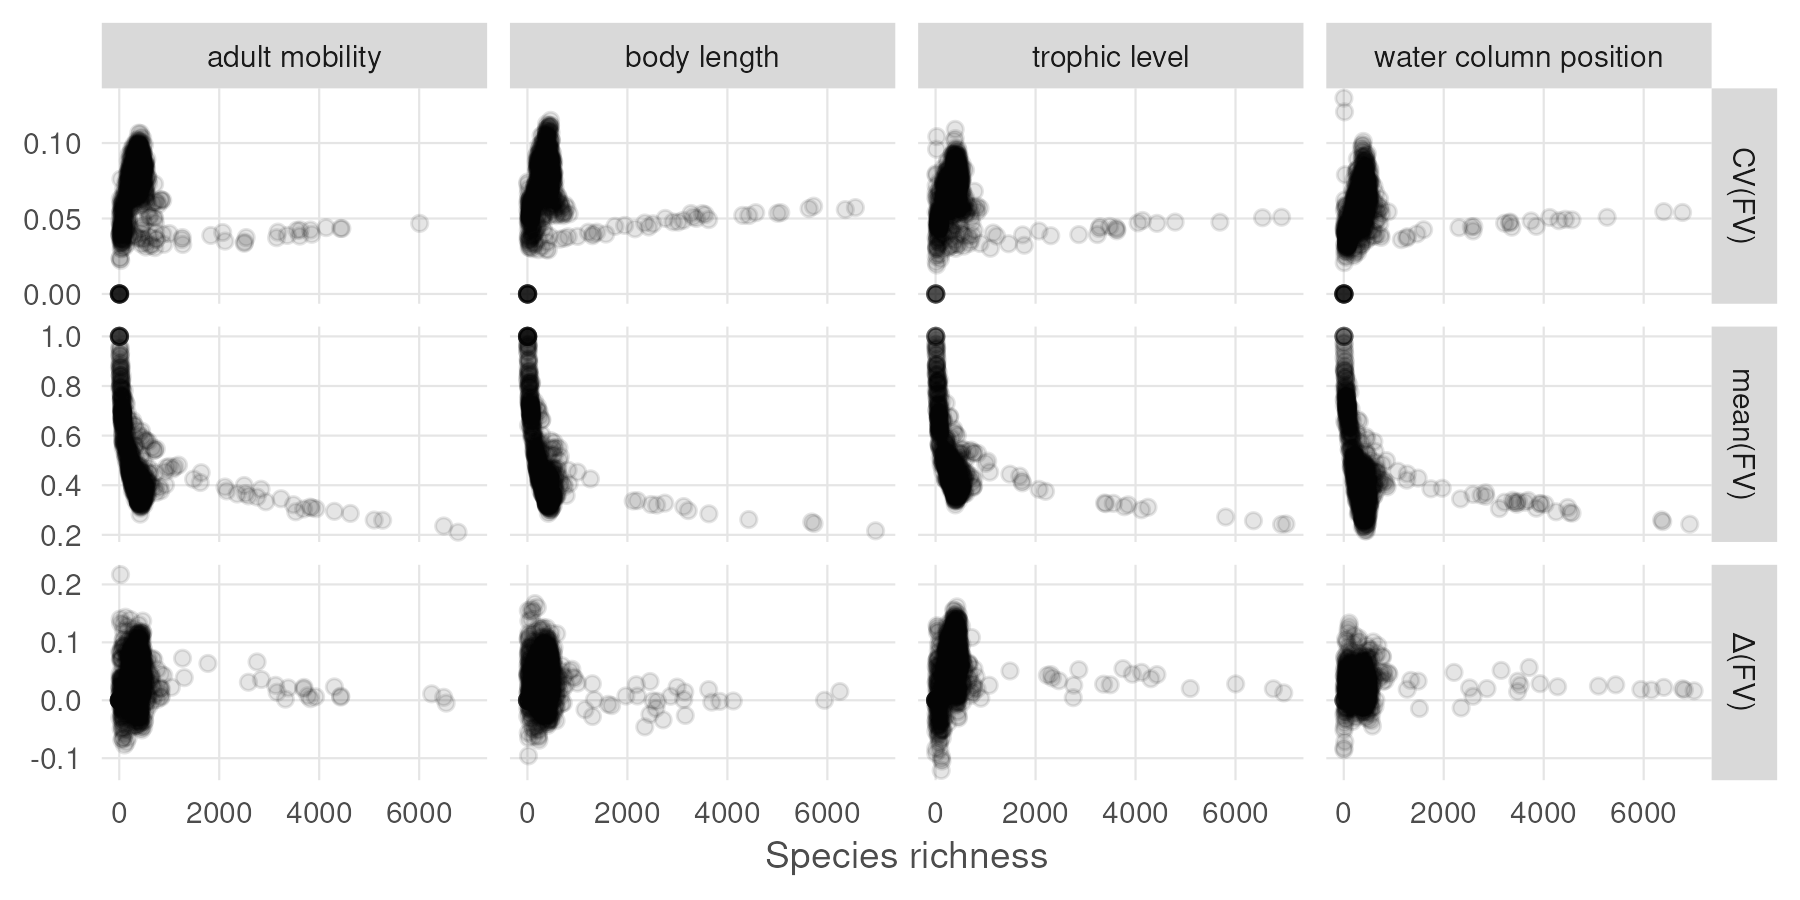 adult mobility body length trophic level water column position
0.10
0.05
0.00
CV(FV)
1.0
0.8
0.6
0.4
0.2
mean(FV)
0.2
0.1
0.0
-0.1
Δ(FV)
0 2000 4000 6000 0 2000 4000 6000 0 2000 4000 6000 0 2000 4000 6000
Species richness